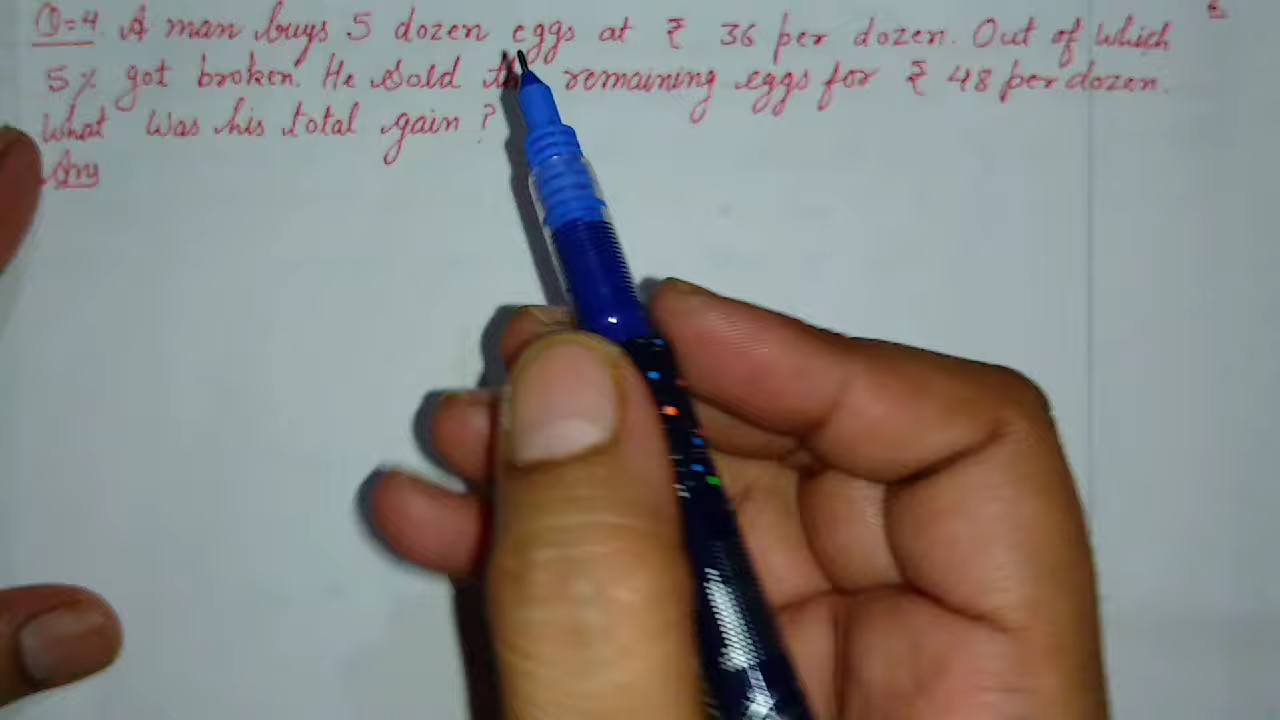 Q=4. A man buys 5 dozen eggs at ₹ 36 per dozen. Out of which
5% got broken. He sold the remaining eggs for ₹ 48 per dozen.
What was his total gain?
Ans